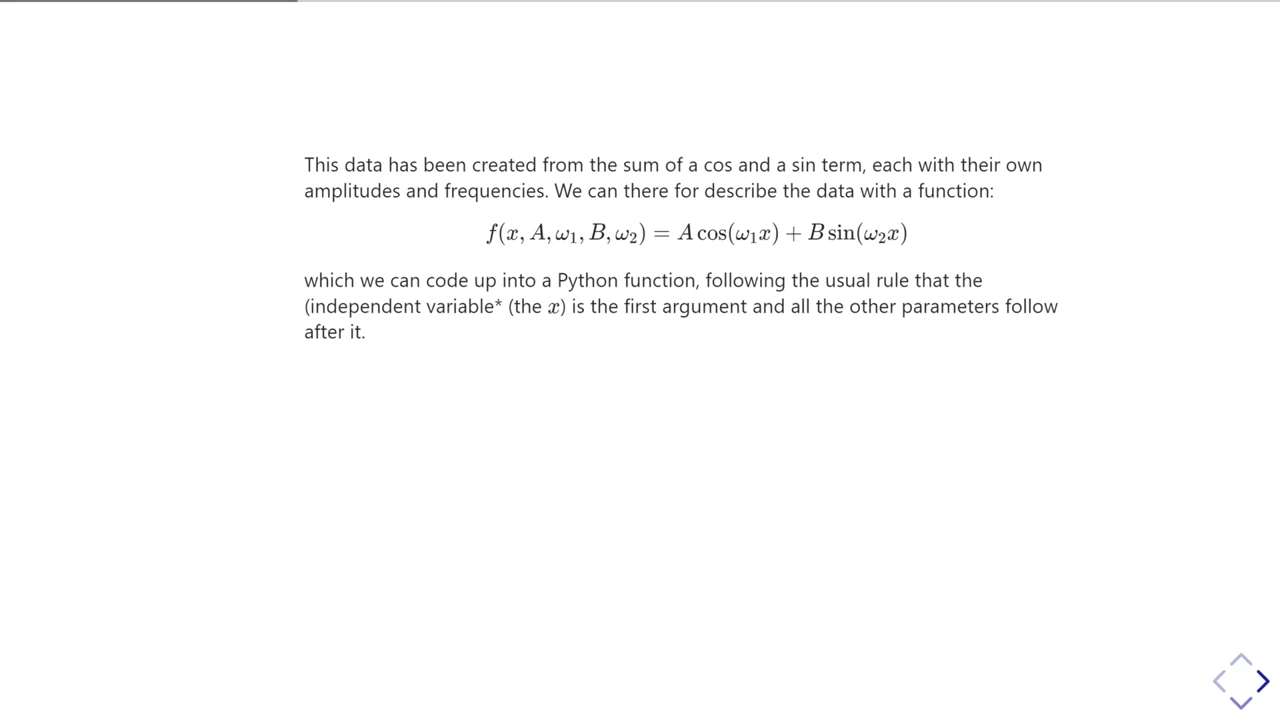 This data has been created from the sum of a cos and a sin term, each with their own
amplitudes and frequencies. We can there for describe the data with a function:
f(x, A, ω₁, B, ω₂) = A cos(ω₁x) + B sin(ω₂x)
which we can code up into a Python function, following the usual rule that the
(independent variable* (the x) is the first argument and all the other parameters follow
after it.